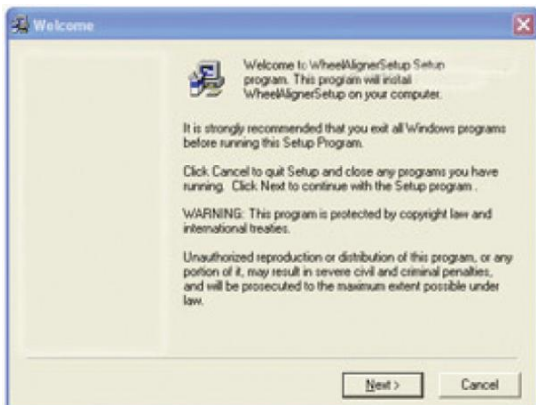 Welcome
Welcome to WheelAlignerSetup Setup
program. This program will install
WheelAlignerSetup on your computer.
It is strongly recommended that you exit all Windows programs
before running this Setup Program.
Click Cancel to quit Setup and close any programs you have
running. Click Next to continue with the Setup program .
WARNING: This program is protected by copyright law and
international treaties.
Unauthorized reproduction or distribution of this program, or any
portion of it, may result in severe civil and criminal penalties,
and will be prosecuted to the maximum extent possible under
law.
Next > Cancel